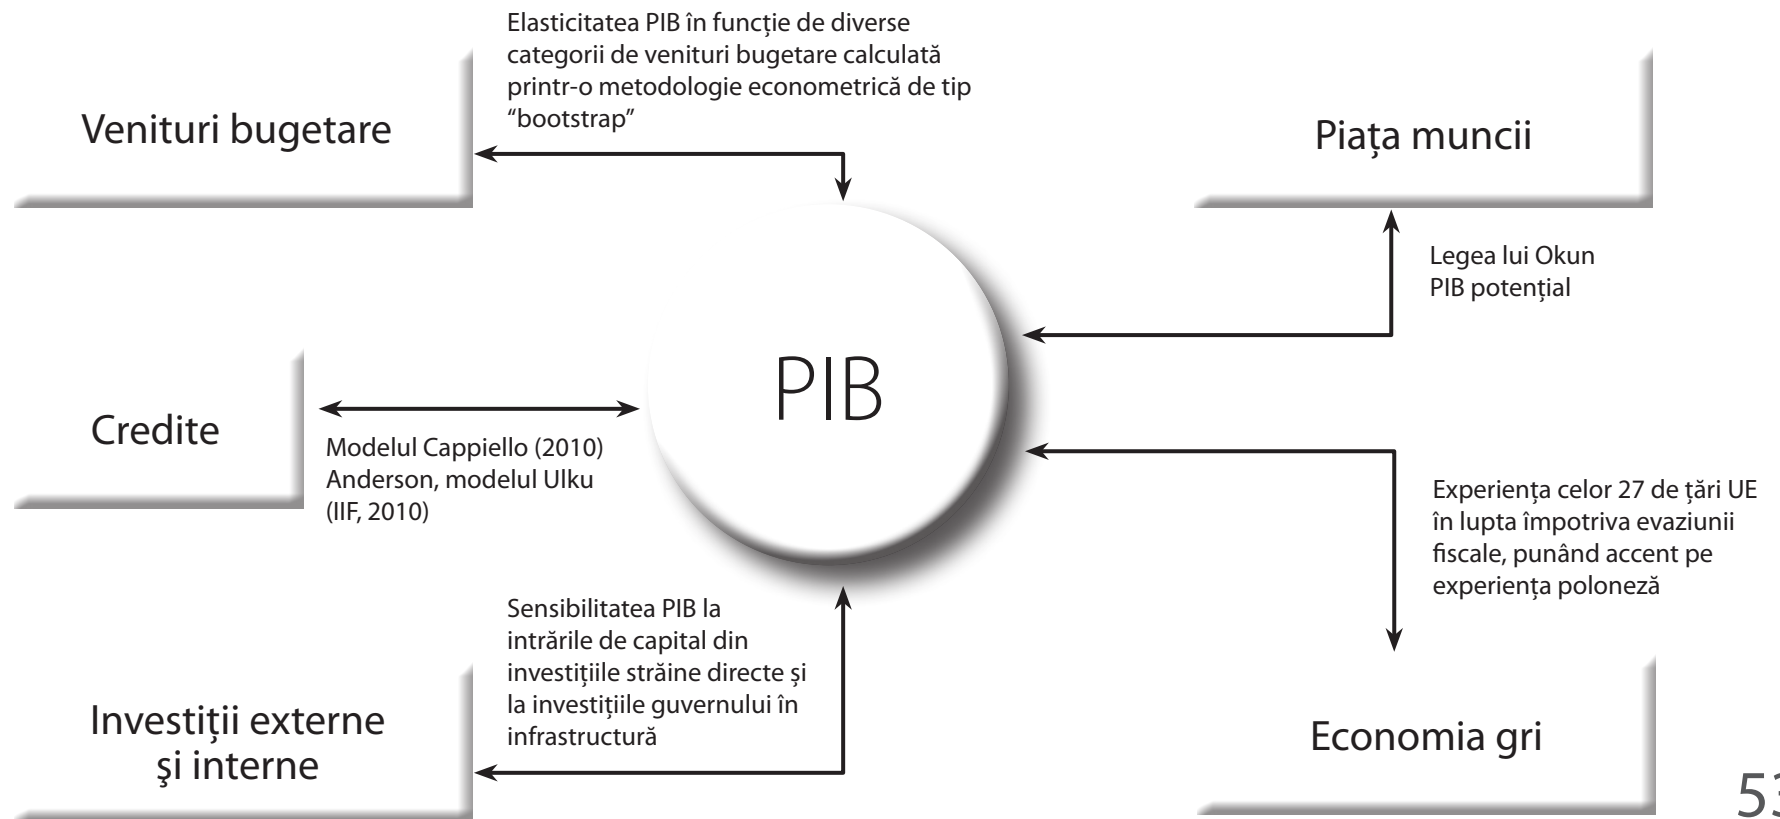 Elasticitatea PIB în funcție de diverse
categorii de venituri bugetare calculată
printr-o metodologie econometrică de tip
“bootstrap”
Venituri bugetare
Piața muncii
Legea lui Okun
PIB potențial
PIB
Credite
Modelul Cappiello (2010)
Anderson, modelul Ulku
(IIF, 2010)
Experiența celor 27 de țări UE
în lupta împotriva evaziunii
fiscale, punând accent pe
experiența poloneză
Sensibilitatea PIB la
intrările de capital din
investițiile străine directe și
la investițiile guvernului în
infrastructură
Investiții externe
şi interne
Economia gri
53